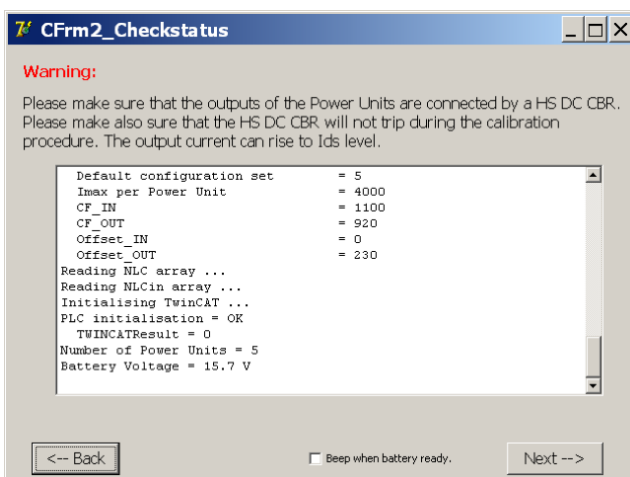 CFrm2_Checkstatus
Warning:
Please make sure that the outputs of the Power Units are connected by a HS DC CBR.
Please make also sure that the HS DC CBR will not trip during the calibration
procedure. The output current can rise to Ids level.
Default configuration set = 5
Imax per Power Unit = 4000
CF_IN = 1100
CF_OUT = 920
Offset_IN = 0
Offset_OUT = 230
Reading NLC array ...
Reading NLCin array ...
Initialising TwinCAT ...
PLC initialisation = OK
TWINCATResult = 0
Number of Power Units = 5
Battery Voltage = 15.7 V
<-- Back Beep when battery ready. Next -->